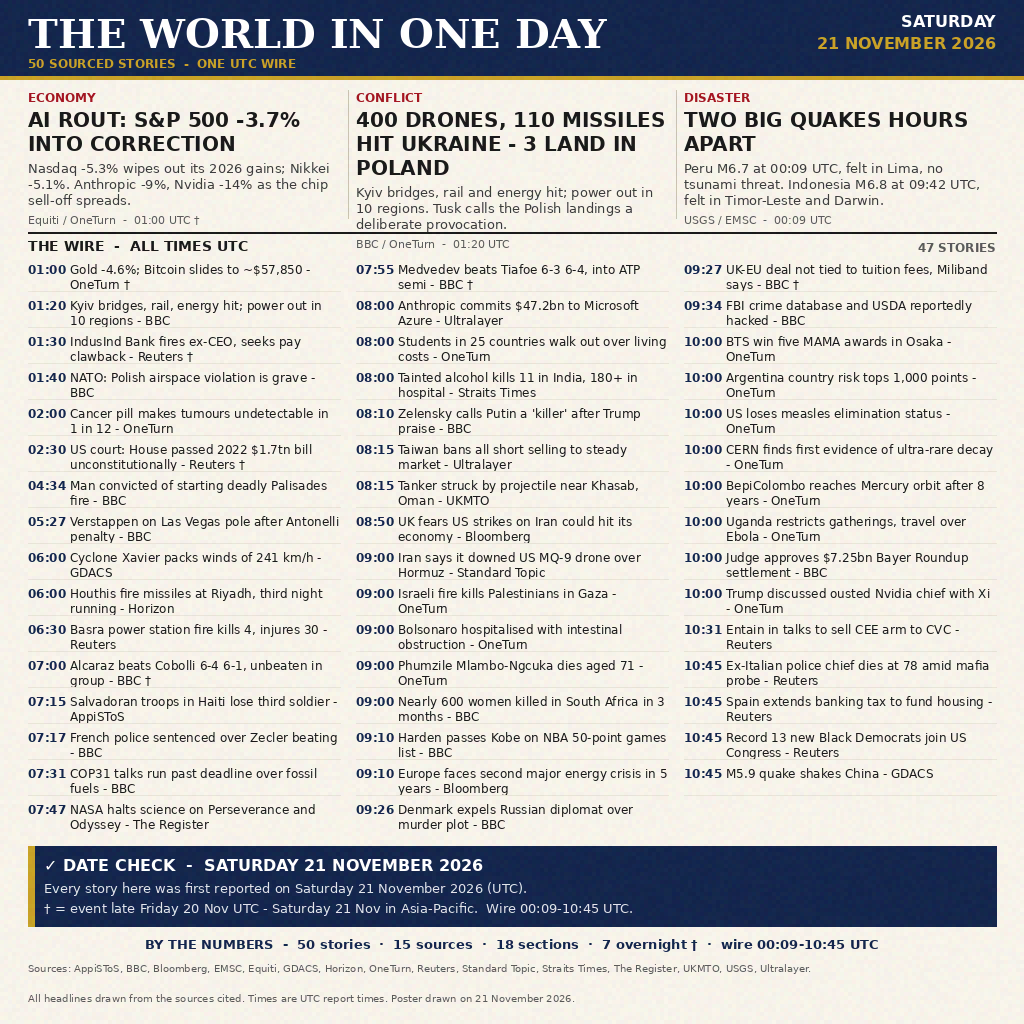 THE WORLD IN ONE DAY
50 SOURCED STORIES - ONE UTC WIRE
SATURDAY
21 NOVEMBER 2026
ECONOMY
AI ROUT: S&P 500 -3.7%
INTO CORRECTION
Nasdaq -5.3% wipes out its 2026 gains; Nikkei
-5.1%. Anthropic -9%, Nvidia -14% as the chip
sell-off spreads.
Equiti / OneTurn - 01:00 UTC †
CONFLICT
400 DRONES, 110 MISSILES
HIT UKRAINE - 3 LAND IN
POLAND
Kyiv bridges, rail and energy hit; power out in
10 regions. Tusk calls the Polish landings a
deliberate provocation.
BBC / OneTurn - 01:20 UTC
DISASTER
TWO BIG QUAKES HOURS
APART
Peru M6.7 at 00:09 UTC, felt in Lima, no
tsunami threat. Indonesia M6.8 at 09:42 UTC,
felt in Timor-Leste and Darwin.
USGS / EMSC - 00:09 UTC
THE WIRE - ALL TIMES UTC
47 STORIES
01:00 Gold -4.6%; Bitcoin slides to ~$57,850 -
OneTurn †
01:20 Kyiv bridges, rail, energy hit; power out in
10 regions - BBC
01:30 IndusInd Bank fires ex-CEO, seeks pay
clawback - Reuters †
01:40 NATO: Polish airspace violation is grave -
BBC
02:00 Cancer pill makes tumours undetectable in
1 in 12 - OneTurn
02:30 US court: House passed 2022 $1.7tn bill
unconstitutionally - Reuters †
04:34 Man convicted of starting deadly Palisades
fire - BBC
05:27 Verstappen on Las Vegas pole after Antonelli
penalty - BBC
06:00 Cyclone Xavier packs winds of 241 km/h -
GDACS
06:00 Houthis fire missiles at Riyadh, third night
running - Horizon
06:30 Basra power station fire kills 4, injures 30 -
Reuters
07:00 Alcaraz beats Cobolli 6-4 6-1, unbeaten in
group - BBC †
07:15 Salvadoran troops in Haiti lose third soldier -
AppiSToS
07:17 French police sentenced over Zecler beating
- BBC
07:31 COP31 talks run past deadline over fossil
fuels - BBC
07:47 NASA halts science on Perseverance and
Odyssey - The Register
07:55 Medvedev beats Tiafoe 6-3 6-4, into ATP
semi - BBC †
08:00 Anthropic commits $47.2bn to Microsoft
Azure - Ultralayer
08:00 Students in 25 countries walk out over living
costs - OneTurn
08:00 Tainted alcohol kills 11 in India, 180+ in
hospital - Straits Times
08:10 Zelensky calls Putin a 'killer' after Trump
praise - BBC
08:15 Taiwan bans all short selling to steady
market - Ultralayer
08:15 Tanker struck by projectile near Khasab,
Oman - UKMTO
08:50 UK fears US strikes on Iran could hit its
economy - Bloomberg
09:00 Iran says it downed US MQ-9 drone over
Hormuz - Standard Topic
09:00 Israeli fire kills Palestinians in Gaza -
OneTurn
09:00 Bolsonaro hospitalised with intestinal
obstruction - OneTurn
09:00 Phumzile Mlambo-Ngcuka dies aged 71 -
OneTurn
09:00 Nearly 600 women killed in South Africa in 3
months - BBC
09:10 Harden passes Kobe on NBA 50-point games
list - BBC
09:10 Europe faces second major energy crisis in 5
years - Bloomberg
09:26 Denmark expels Russian diplomat over
murder plot - BBC
09:27 UK-EU deal not tied to tuition fees, Miliband
says - BBC †
09:34 FBI crime database and USDA reportedly
hacked - BBC
10:00 BTS win five MAMA awards in Osaka -
OneTurn
10:00 Argentina country risk tops 1,000 points -
OneTurn
10:00 US loses measles elimination status -
OneTurn
10:00 CERN finds first evidence of ultra-rare decay
- OneTurn
10:00 BepiColombo reaches Mercury orbit after 8
years - OneTurn
10:00 Uganda restricts gatherings, travel over
Ebola - OneTurn
10:00 Judge approves $7.25bn Bayer Roundup
settlement - BBC
10:00 Trump discussed ousted Nvidia chief with Xi
- OneTurn
10:31 Entain in talks to sell CEE arm to CVC -
Reuters
10:45 Ex-Italian police chief dies at 78 amid mafia
probe - Reuters
10:45 Spain extends banking tax to fund housing -
Reuters
10:45 Record 13 new Black Democrats join US
Congress - Reuters
10:45 M5.9 quake shakes China - GDACS
✓ DATE CHECK - SATURDAY 21 NOVEMBER 2026
Every story here was first reported on Saturday 21 November 2026 (UTC).
† = event late Friday 20 Nov UTC - Saturday 21 Nov in Asia-Pacific. Wire 00:09-10:45 UTC.
BY THE NUMBERS - 50 stories · 15 sources · 18 sections · 7 overnight † · wire 00:09-10:45 UTC
Sources: AppiSToS, BBC, Bloomberg, EMSC, Equiti, GDACS, Horizon, OneTurn, Reuters, Standard Topic, Straits Times, The Register, UKMTO, USGS, Ultralayer.
All headlines drawn from the sources cited. Times are UTC report times. Poster drawn on 21 November 2026.